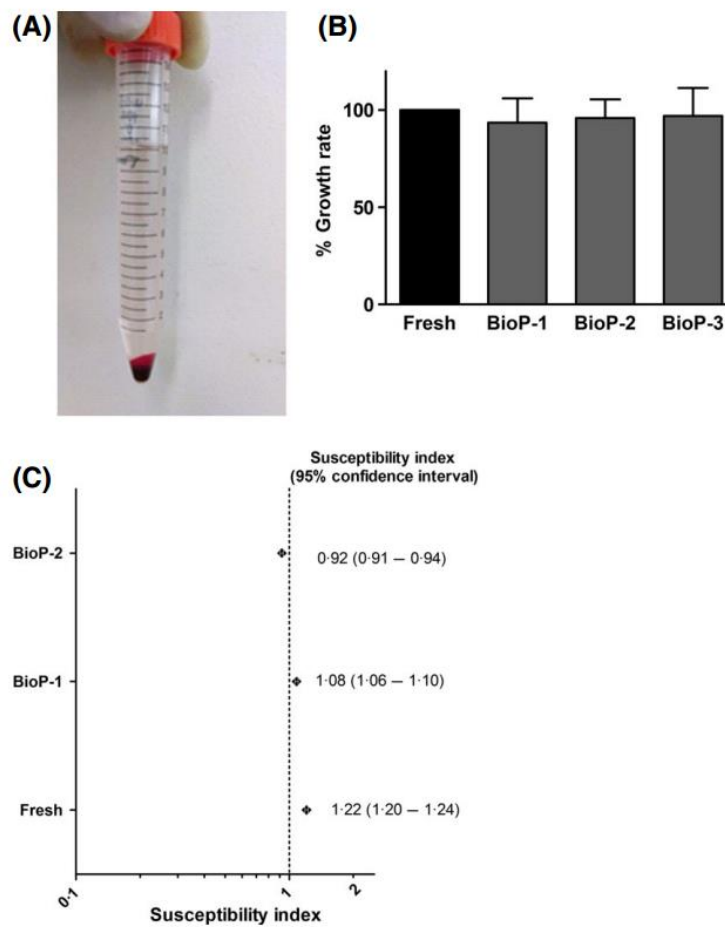 (A)
(B)
% Growth rate
100
50
0
Fresh BioP-1 BioP-2 BioP-3
(C)
Susceptibility index
(95% confidence interval)
BioP-2
0·92 (0·91 – 0·94)
BioP-1
1·08 (1·06 – 1·10)
Fresh
1·22 (1·20 – 1·24)
0·1 1 2
Susceptibility index